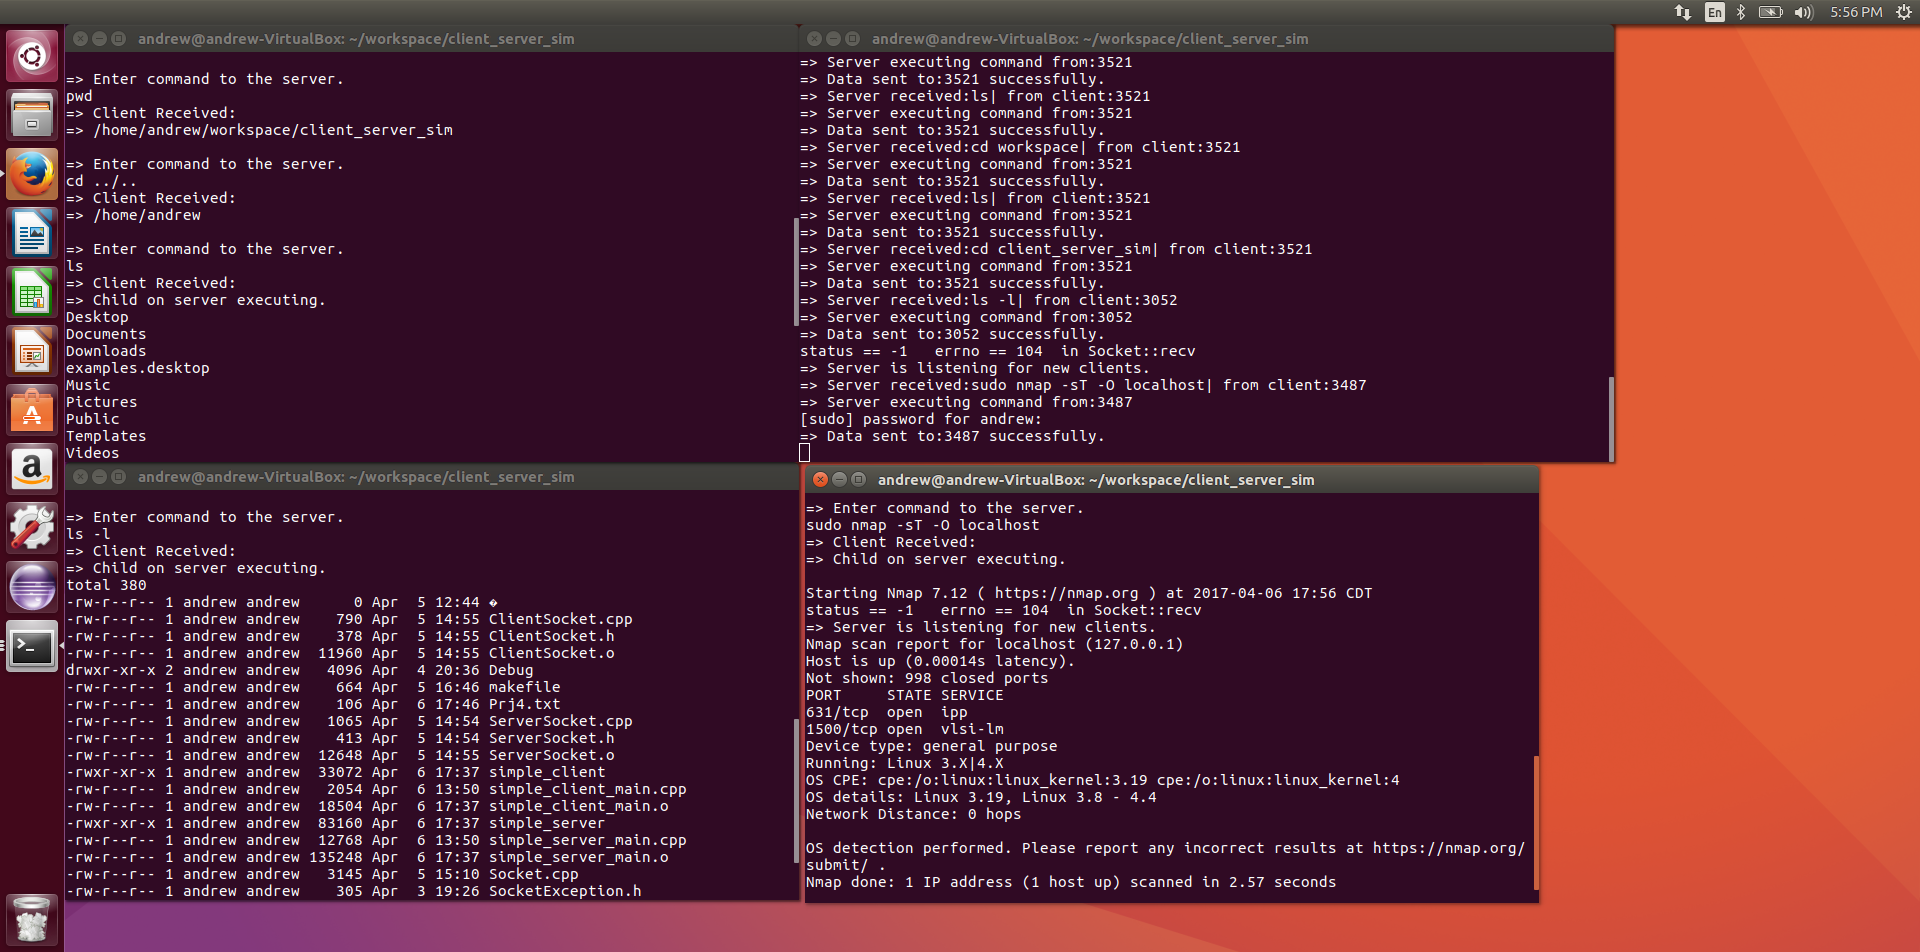 En
5:56 PM
andrew@andrew-VirtualBox: ~/workspace/client_server_sim
=> Enter command to the server.
pwd
=> Client Received:
=> /home/andrew/workspace/client_server_sim
=> Enter command to the server.
cd ../..
=> Client Received:
=> /home/andrew
=> Enter command to the server.
ls
=> Client Received:
=> Child on server executing.
Desktop
Documents
Downloads
examples.desktop
Music
Pictures
Public
Templates
Videos
andrew@andrew-VirtualBox: ~/workspace/client_server_sim
=> Server executing command from:3521
=> Data sent to:3521 successfully.
=> Server received:ls| from client:3521
=> Server executing command from:3521
=> Data sent to:3521 successfully.
=> Server received:cd workspace| from client:3521
=> Server executing command from:3521
=> Data sent to:3521 successfully.
=> Server received:ls| from client:3521
=> Server executing command from:3521
=> Data sent to:3521 successfully.
=> Server received:cd client_server_sim| from client:3521
=> Server executing command from:3521
=> Data sent to:3521 successfully.
=> Server received:ls -l| from client:3052
=> Server executing command from:3052
=> Data sent to:3052 successfully.
status == -1   errno == 104  in Socket::recv
=> Server is listening for new clients.
=> Server received:sudo nmap -sT -O localhost| from client:3487
=> Server executing command from:3487
[sudo] password for andrew:
=> Data sent to:3487 successfully.
andrew@andrew-VirtualBox: ~/workspace/client_server_sim
=> Enter command to the server.
ls -l
=> Client Received:
=> Child on server executing.
total 380
-rw-r--r-- 1 andrew andrew      0 Apr  5 12:44 �
-rw-r--r-- 1 andrew andrew    790 Apr  5 14:55 ClientSocket.cpp
-rw-r--r-- 1 andrew andrew    378 Apr  5 14:55 ClientSocket.h
-rw-r--r-- 1 andrew andrew  11960 Apr  5 14:55 ClientSocket.o
drwxr-xr-x 2 andrew andrew   4096 Apr  4 20:36 Debug
-rw-r--r-- 1 andrew andrew    664 Apr  5 16:46 makefile
-rw-r--r-- 1 andrew andrew    106 Apr  6 17:46 Prj4.txt
-rw-r--r-- 1 andrew andrew   1065 Apr  5 14:54 ServerSocket.cpp
-rw-r--r-- 1 andrew andrew    413 Apr  5 14:54 ServerSocket.h
-rw-r--r-- 1 andrew andrew  12648 Apr  5 14:55 ServerSocket.o
-rwxr-xr-x 1 andrew andrew  33072 Apr  6 17:37 simple_client
-rw-r--r-- 1 andrew andrew   2054 Apr  6 13:50 simple_client_main.cpp
-rw-r--r-- 1 andrew andrew  18504 Apr  6 17:37 simple_client_main.o
-rwxr-xr-x 1 andrew andrew  83160 Apr  6 17:37 simple_server
-rw-r--r-- 1 andrew andrew  12768 Apr  6 13:50 simple_server_main.cpp
-rw-r--r-- 1 andrew andrew 135248 Apr  6 17:37 simple_server_main.o
-rw-r--r-- 1 andrew andrew   3145 Apr  5 15:10 Socket.cpp
-rw-r--r-- 1 andrew andrew    305 Apr  3 19:26 SocketException.h
andrew@andrew-VirtualBox: ~/workspace/client_server_sim
=> Enter command to the server.
sudo nmap -sT -O localhost
=> Client Received:
=> Child on server executing.
Starting Nmap 7.12 ( https://nmap.org ) at 2017-04-06 17:56 CDT
status == -1   errno == 104  in Socket::recv
=> Server is listening for new clients.
Nmap scan report for localhost (127.0.0.1)
Host is up (0.00014s latency).
Not shown: 998 closed ports
PORT     STATE SERVICE
631/tcp  open  ipp
1500/tcp open  vlsi-lm
Device type: general purpose
Running: Linux 3.X|4.X
OS CPE: cpe:/o:linux:linux_kernel:3.19 cpe:/o:linux:linux_kernel:4
OS details: Linux 3.19, Linux 3.8 - 4.4
Network Distance: 0 hops
OS detection performed. Please report any incorrect results at https://nmap.org/
submit/ .
Nmap done: 1 IP address (1 host up) scanned in 2.57 seconds